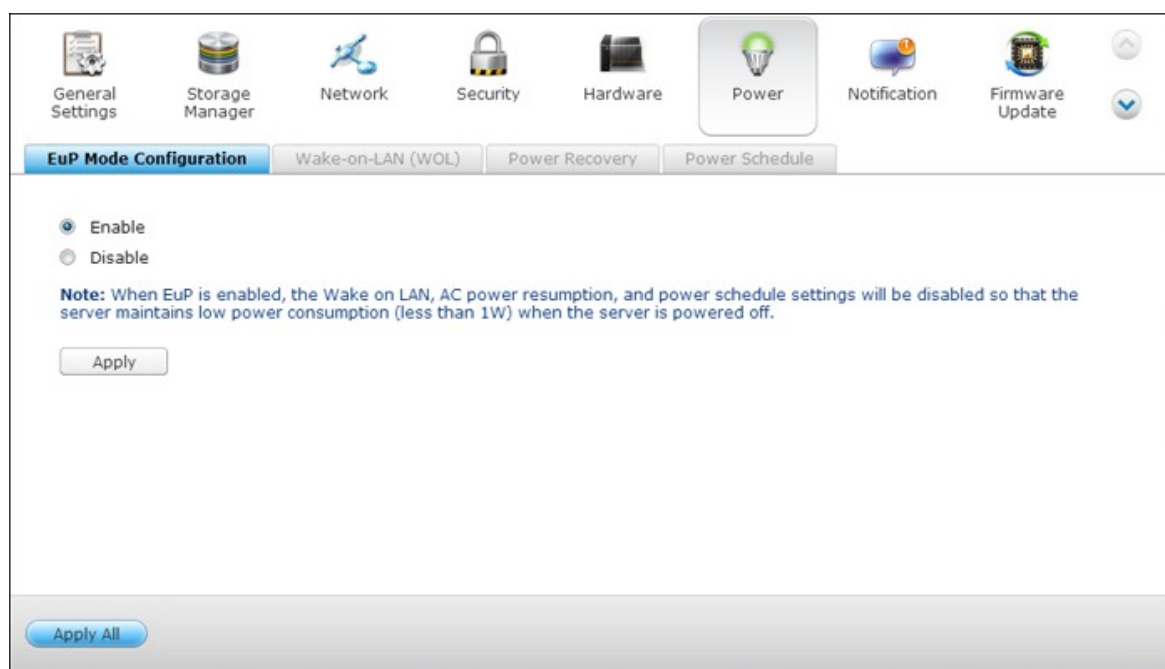 General
Settings
Storage
Manager
Network
Security
Hardware
Power
Notification
Firmware
Update
EuP Mode Configuration
Wake-on-LAN (WOL)
Power Recovery
Power Schedule
Enable
Disable
Note: When EuP is enabled, the Wake on LAN, AC power resumption, and power schedule settings will be disabled so that the
server maintains low power consumption (less than 1W) when the server is powered off.
Apply
Apply All